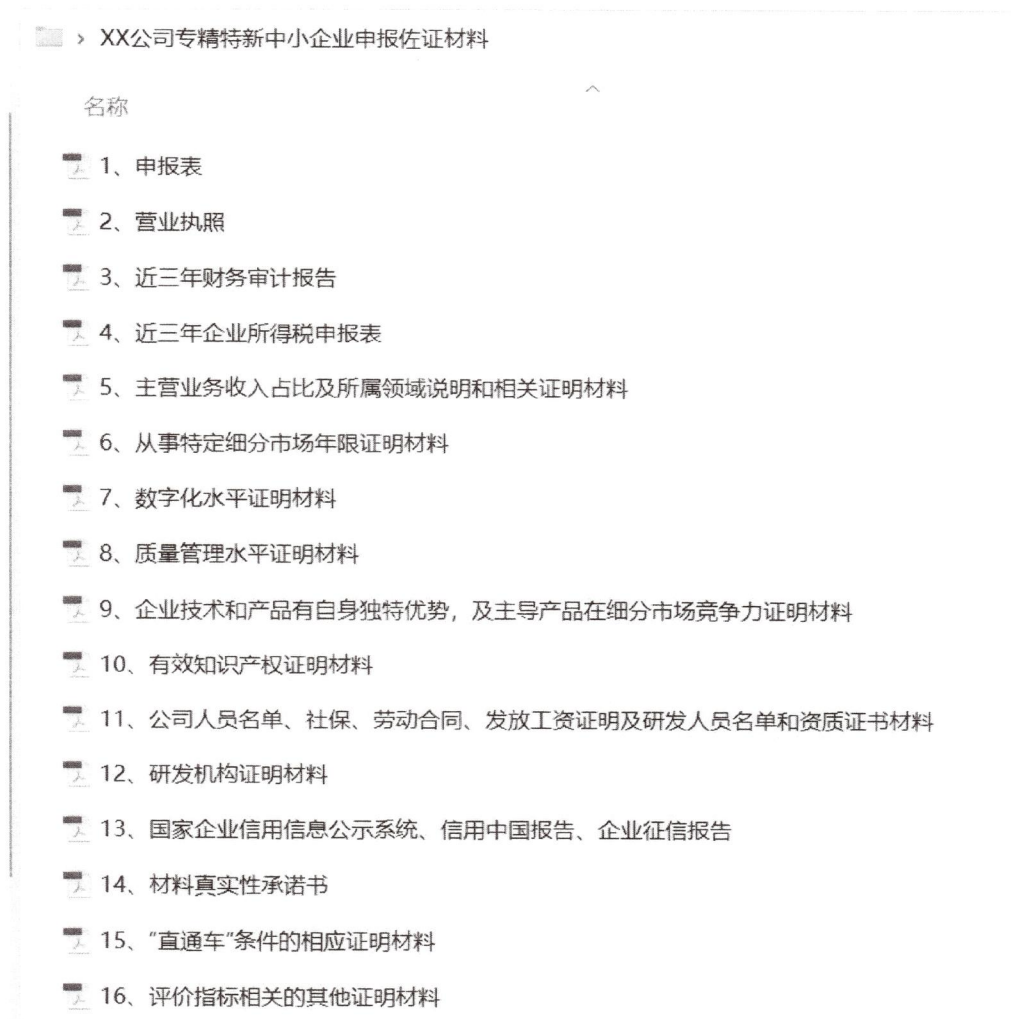 XX公司专精特新中小企业申报佐证材料
名称
1、申报表
2、营业执照
3、近三年财务审计报告
4、近三年企业所得税申报表
5、主营业务收入占比及所属领域说明和相关证明材料
6、从事特定细分市场年限证明材料
7、数字化水平证明材料
8、质量管理水平证明材料
9、企业技术和产品有自身独特优势，及主导产品在细分市场竞争力证明材料
10、有效知识产权证明材料
11、公司人员名单、社保、劳动合同、发放工资证明及研发人员名单和资质证书材料
12、研发机构证明材料
13、国家企业信用信息公示系统、信用中国报告、企业征信报告
14、材料真实性承诺书
15、“直通车”条件的相应证明材料
16、评价指标相关的其他证明材料